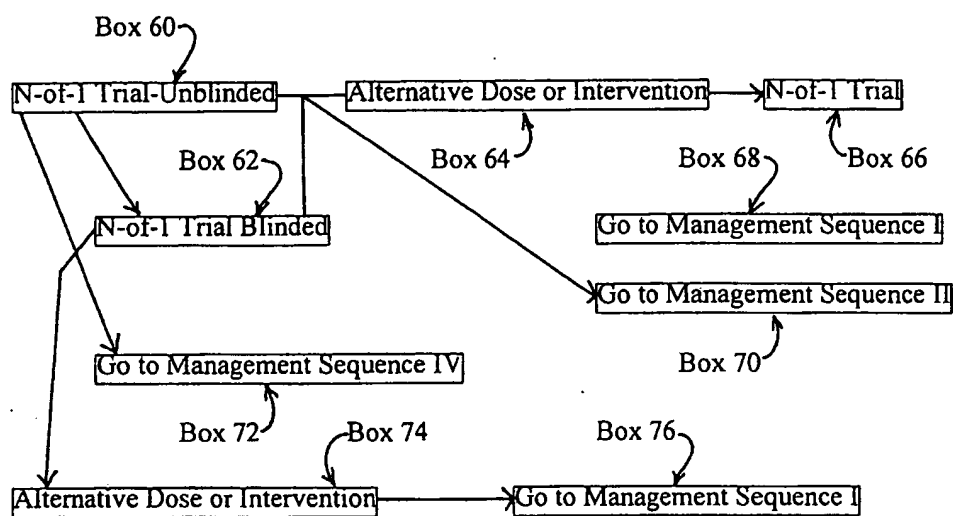 Box 60
N-of-1 Trial-Unblinded
Alternative Dose or Intervention
N-of-1 Trial
Box 62
Box 64
Box 68
Box 66
N-of-1 Trial Blinded
Go to Management Sequence I
Go to Management Sequence II
Go to Management Sequence IV
Box 70
Box 72
Box 74
Box 76
Alternative Dose or Intervention
Go to Management Sequence I